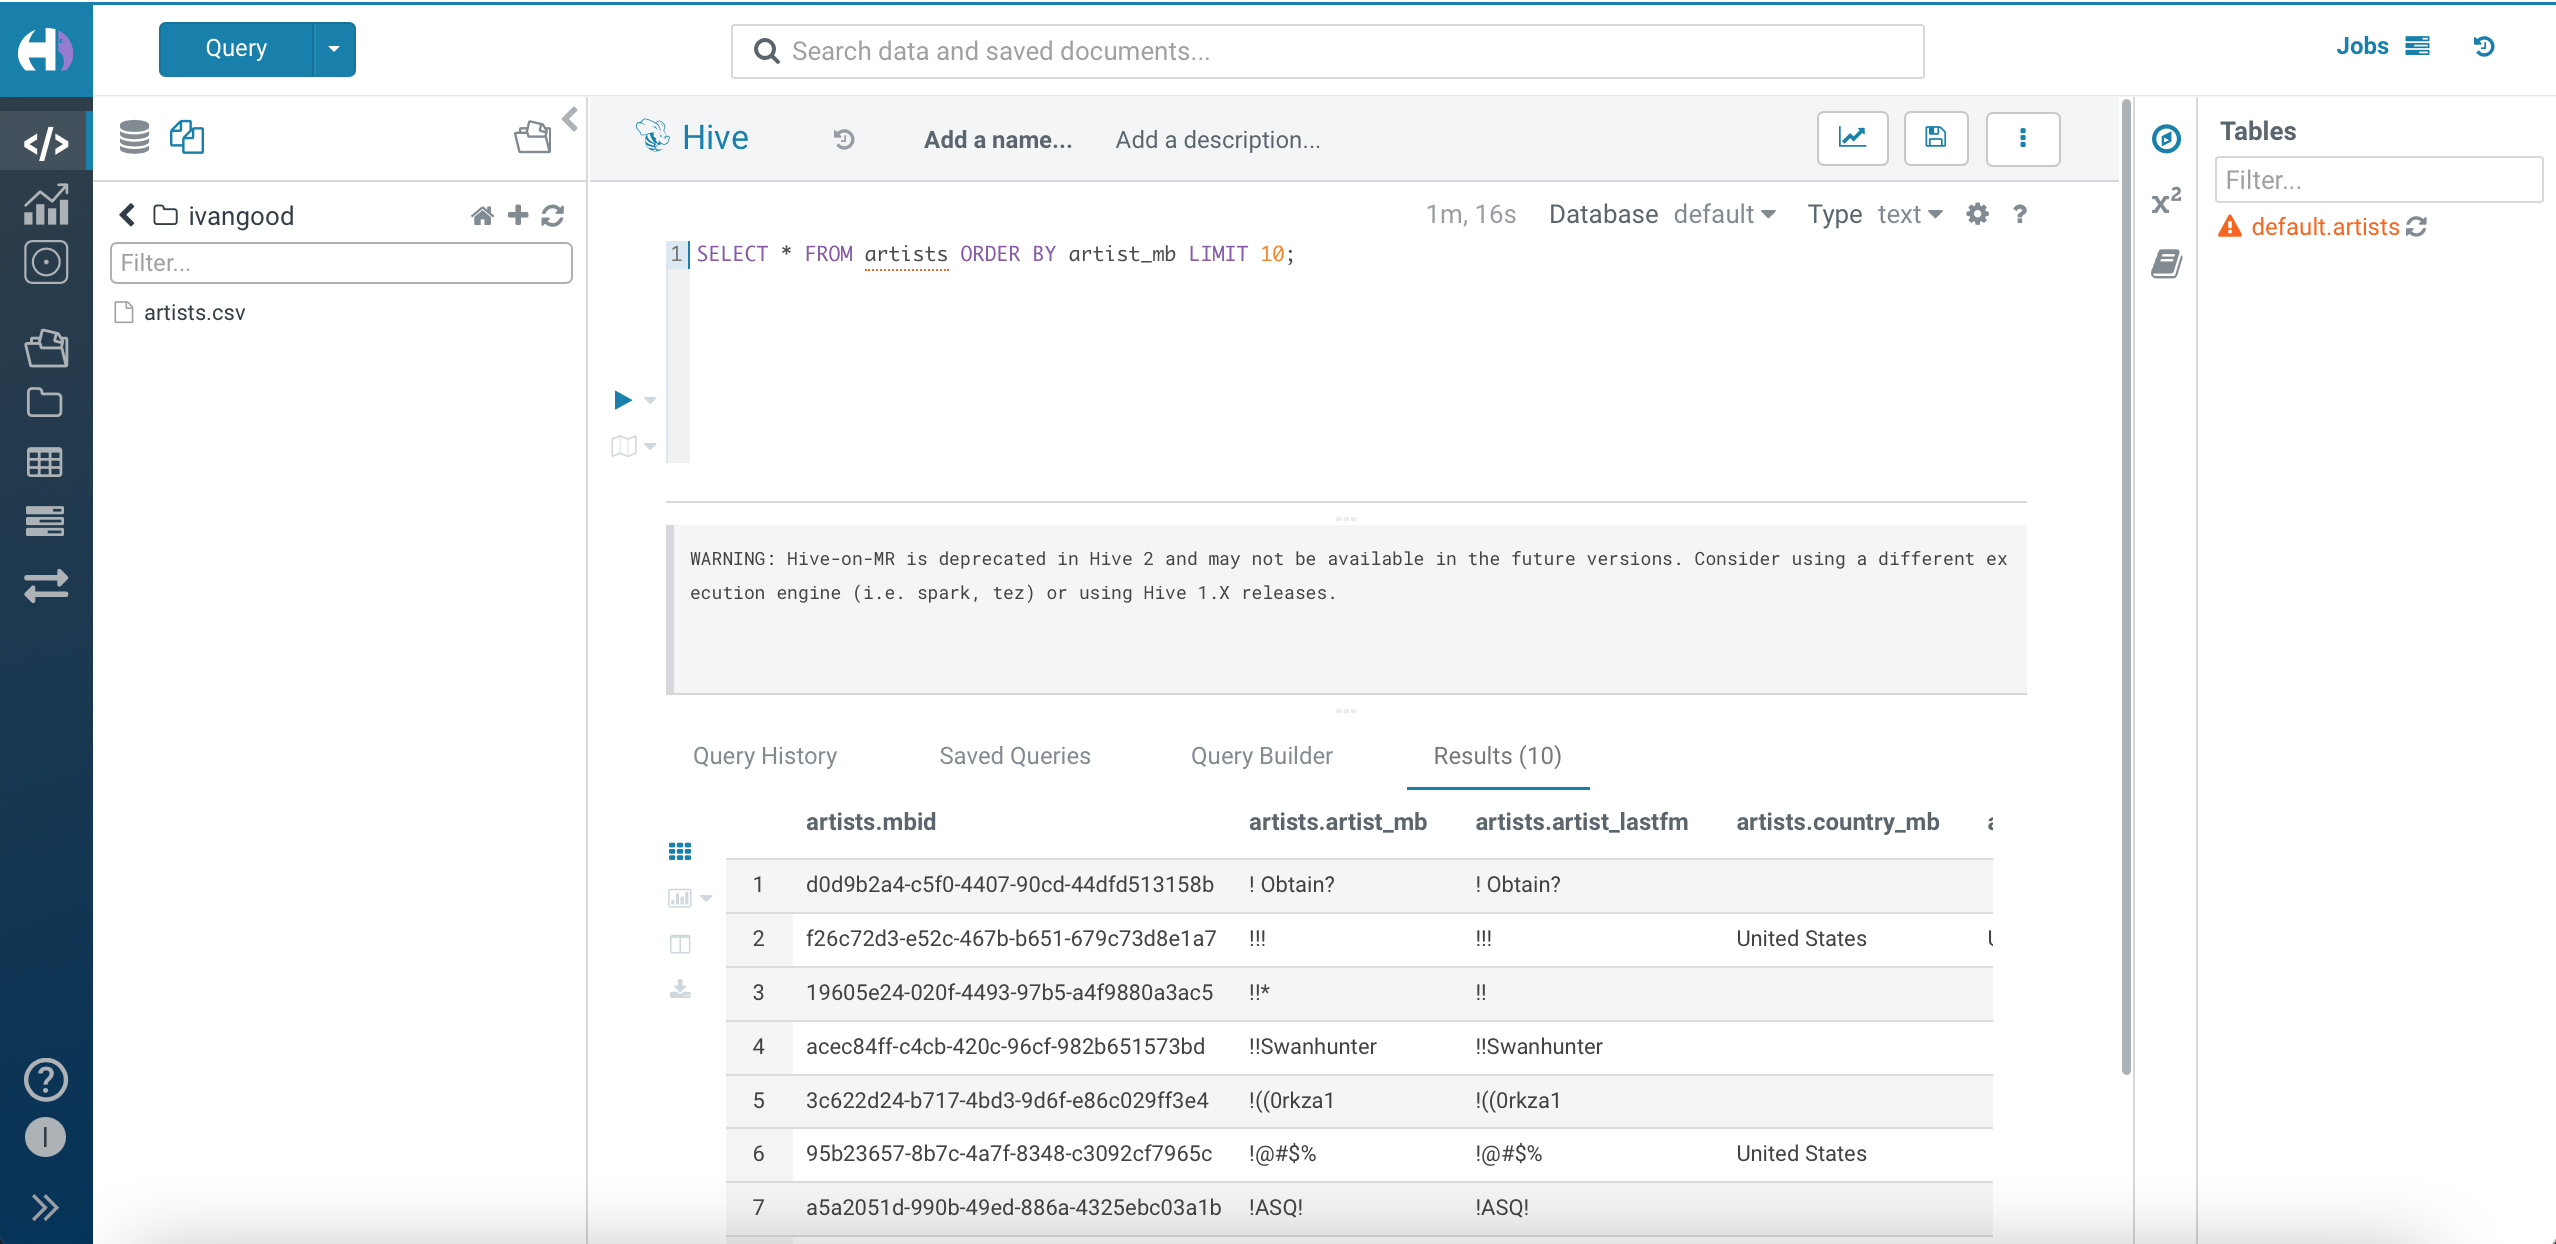 Query
Search data and saved documents...
Jobs
ivangood
Filter...
artists.csv
Hive
Add a name...
Add a description...
1m, 16s Database default Type text ?
1 SELECT * FROM artists ORDER BY artist_mb LIMIT 10;
WARNING: Hive-on-MR is deprecated in Hive 2 and may not be available in the future versions. Consider using a different ex
ecution engine (i.e. spark, tez) or using Hive 1.X releases.
Query History Saved Queries Query Builder Results (10)
artists.mbid artists.artist_mb artists.artist_lastfm artists.country_mb
1 d0d9b2a4-c5f0-4407-90cd-44dfd513158b ! Obtain? ! Obtain?
2 f26c72d3-e52c-467b-b651-679c73d8e1a7 !!! !!! United States
3 19605e24-020f-4493-97b5-a4f9880a3ac5 !!* !!
4 acec84ff-c4cb-420c-96cf-982b651573bd !!Swanhunter !!Swanhunter
5 3c622d24-b717-4bd3-9d6f-e86c029ff3e4 !((0rkza1 !((0rkza1
6 95b23657-8b7c-4a7f-8348-c3092cf7965c !@#$% !@#$% United States
7 a5a2051d-990b-49ed-886a-4325ebc03a1b !ASQ! !ASQ!
x2
Tables
Filter...
default.artists
I